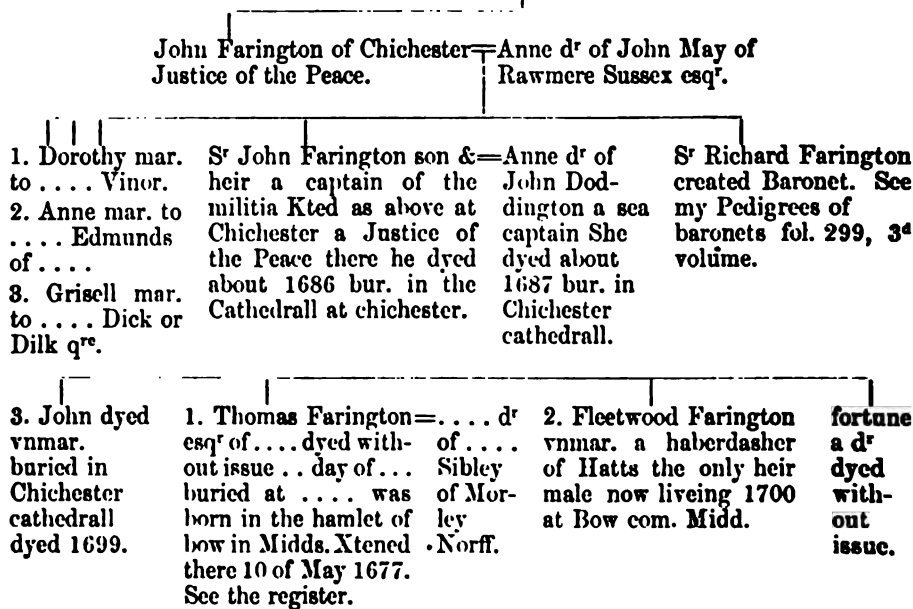 John Farington of Chichester=Anne dʳ of John May of
Justice of the Peace. Rawmere Sussex esqʳ.
1. Dorothy mar.
to . . . . Vinor.
2. Anne mar. to
. . . . Edmunds
of . . . .
3. Grisell mar.
to . . . . Dick or
Dilk qʳᵉ.
Sʳ John Farington son &=Anne dʳ of
heir a captain of the
militia Kted as above at
Chichester a Justice of
the Peace there he dyed
about 1686 bur. in the
Cathedrall at chichester.
John Dod-
dington a sea
captain She
dyed about
1687 bur. in
Chichester
cathedrall.
Sʳ Richard Farington
created Baronet. See
my Pedigrees of
baronets fol. 299, 3ᵈ
volume.
3. John dyed
vnmar.
buried in
Chichester
cathedrall
dyed 1699.
1. Thomas Farington=. . . . dʳ
esqʳ of . . . . dyed with-
out issue . . day of . . .
buried at . . . . was
born in the hamlet of
bow in Midds. Xtened
there 10 of May 1677.
See the register.
of . . . .
Sibley
of Mor-
ley
Norff.
2. Fleetwood Farington
vnmar. a haberdasher
of Hatts the only heir
male now liveing 1700
at Bow com. Midd.
fortune
a dʳ
dyed
with-
out
issue.